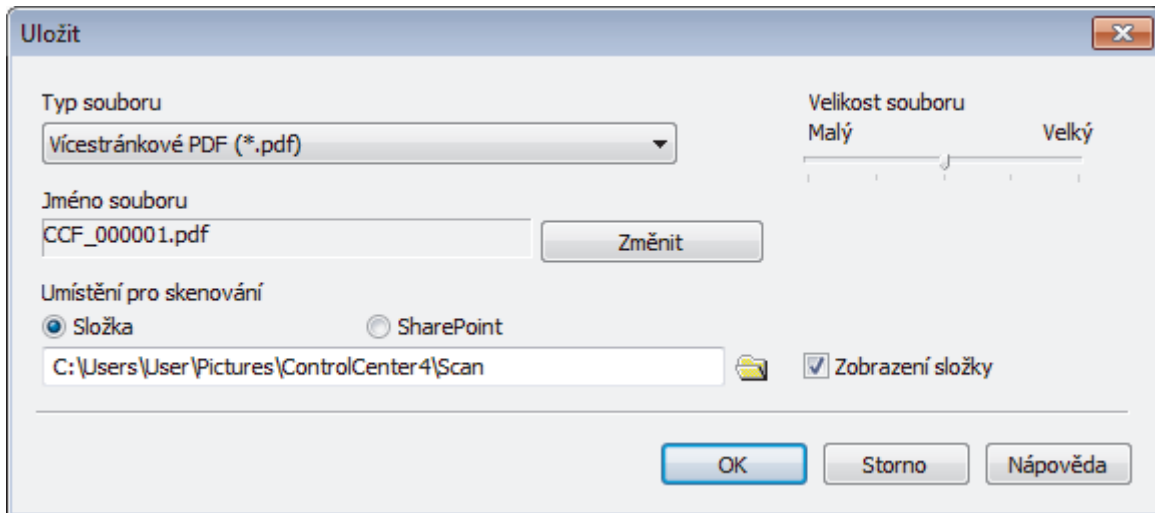 Uložit
Typ souboru
Vícestránkové PDF (*.pdf)
Velikost souboru
Malý Velký
Jméno souboru
CCF_000001.pdf
Změnit
Umístění pro skenování
Složka SharePoint
C:\Users\User\Pictures\ControlCenter4\Scan
Zobrazení složky
OK Storno Nápověda